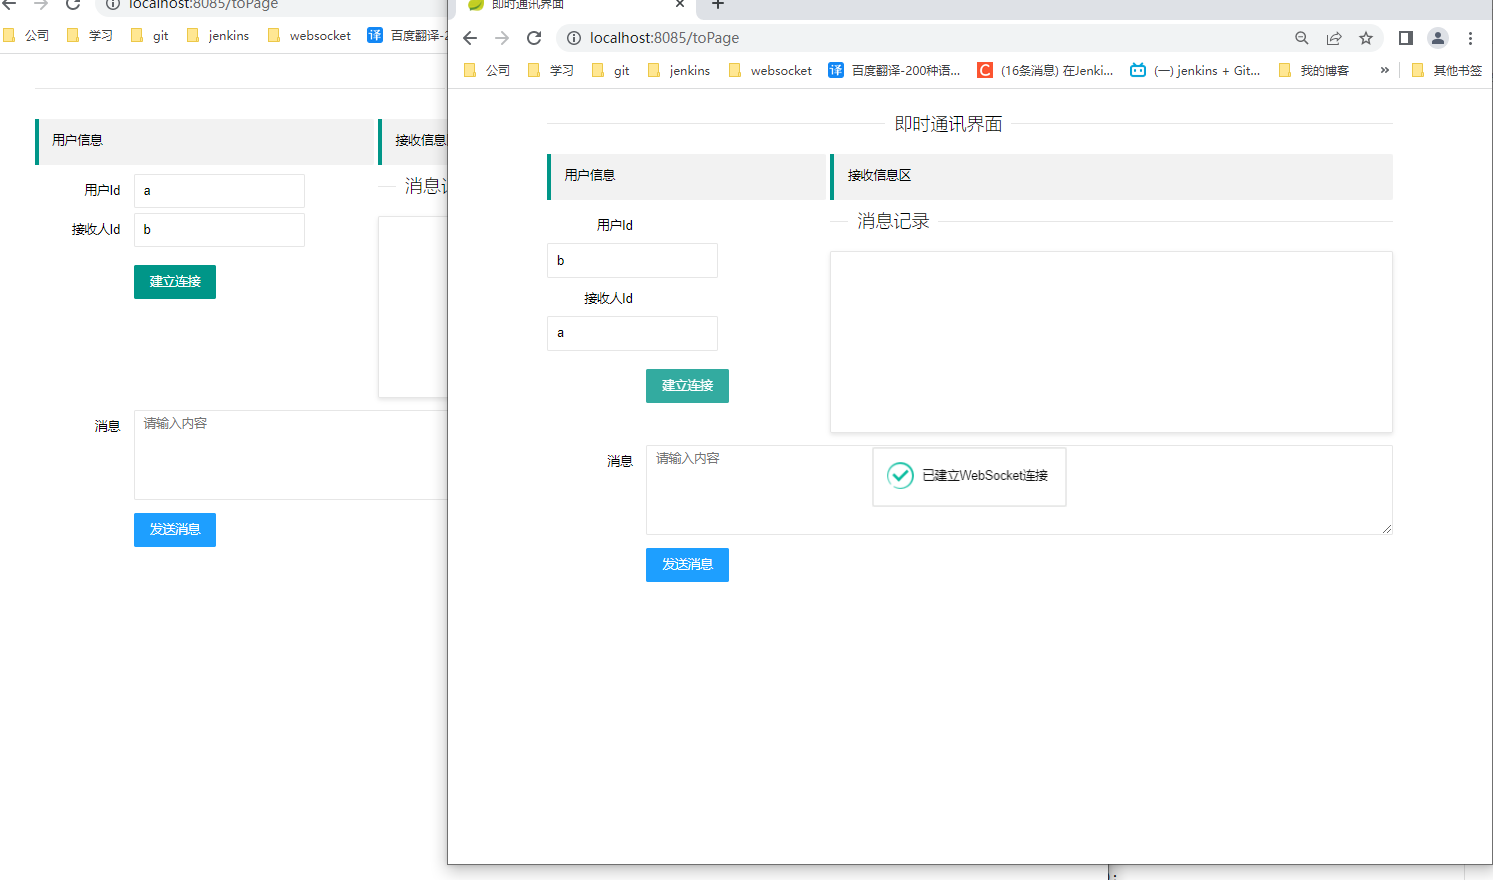 localhost:8085/toPage
公司 学习 git jenkins websocket 译 百度翻译-2
用户信息 接收信息
用户Id a
消息
接收人Id b
建立连接
消息 请输入内容
发送消息
即时通讯界面
localhost:8085/toPage
公司 学习 git jenkins websocket 译 百度翻译-200种语... C (16条消息) 在Jenki... (一) jenkins + Git... 我的博客 » 其他书签
即时通讯界面
用户信息 接收信息区
用户Id
消息记录
b
接收人Id
a
建立连接
消息 请输入内容
已建立WebSocket连接
发送消息